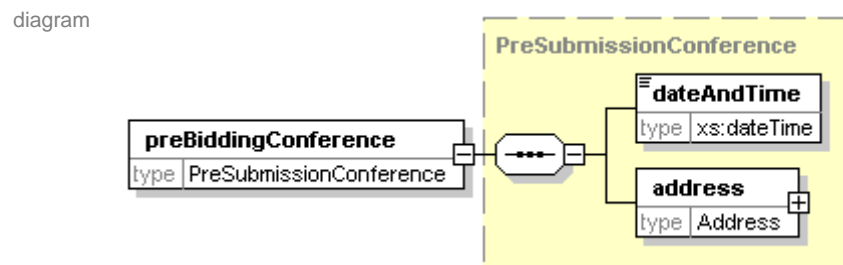 diagram
PreSubmissionConference
dateAndTime
type xs:dateTime
preBiddingConference
type PreSubmissionConference
address
type Address